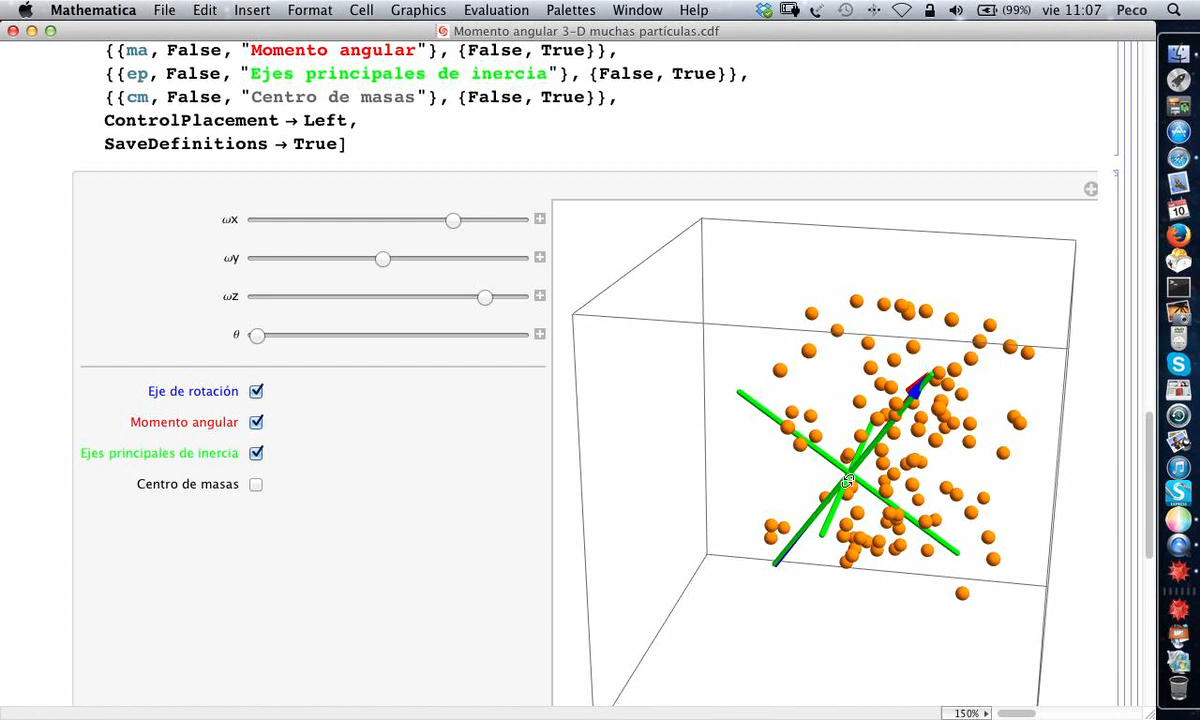 Mathematica File Edit Insert Format Cell Graphics Evaluation Palettes Window Help (99%) vie 11:07 Peco
Momento angular 3-D muchas partículas.cdf
{{ma, False, "Momento angular"}, {False, True}},
{{ep, False, "Ejes principales de inercia"}, {False, True}},
{{cm, False, "Centro de masas"}, {False, True}},
ControlPlacement → Left,
SaveDefinitions → True]
ωx
ωy
ωz
θ
Eje de rotación
Momento angular
Ejes principales de inercia
Centro de masas
150%